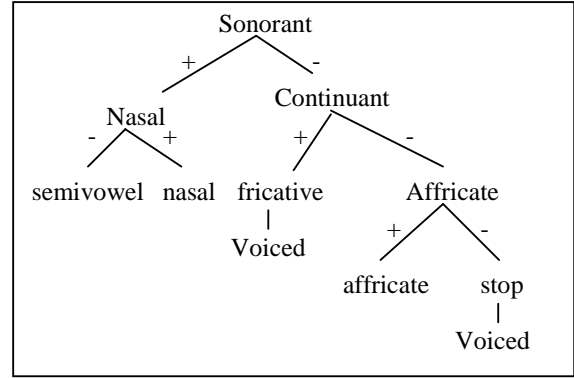 Sonorant
+ -
Nasal Continuant
- + + -
semivowel nasal fricative Affricate
Voiced + -
affricate stop
Voiced